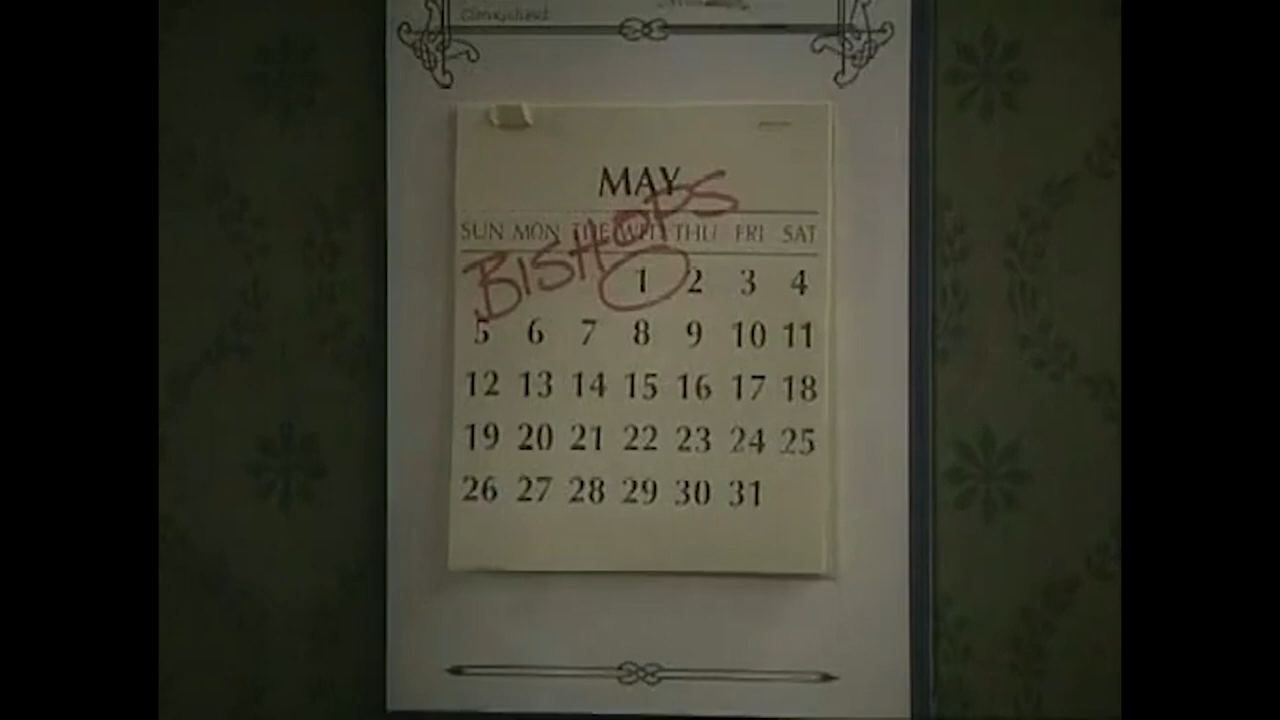 MAY
BISHOPS
SUN MON TUE WED THU FRI SAT
1 2 3 4
5 6 7 8 9 10 11
12 13 14 15 16 17 18
19 20 21 22 23 24 25
26 27 28 29 30 31